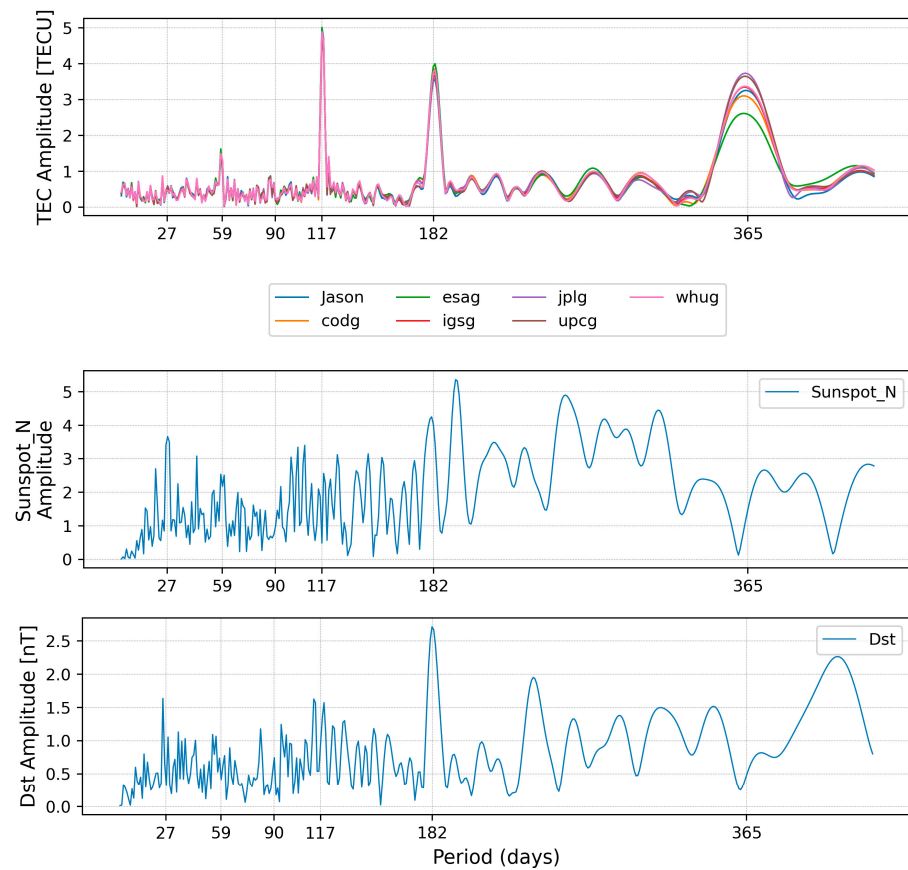 TEC Amplitude [TECU]
5
4
3
2
1
0
27 59 90 117 182 365
Jason esag jplg whug
codg igsg upcg
Sunspot_N
Amplitude
5
4
3
2
1
0
Sunspot_N
27 59 90 117 182 365
Dst Amplitude [nT]
2.5
2.0
1.5
1.0
0.5
0.0
Dst
27 59 90 117 182 365
Period (days)